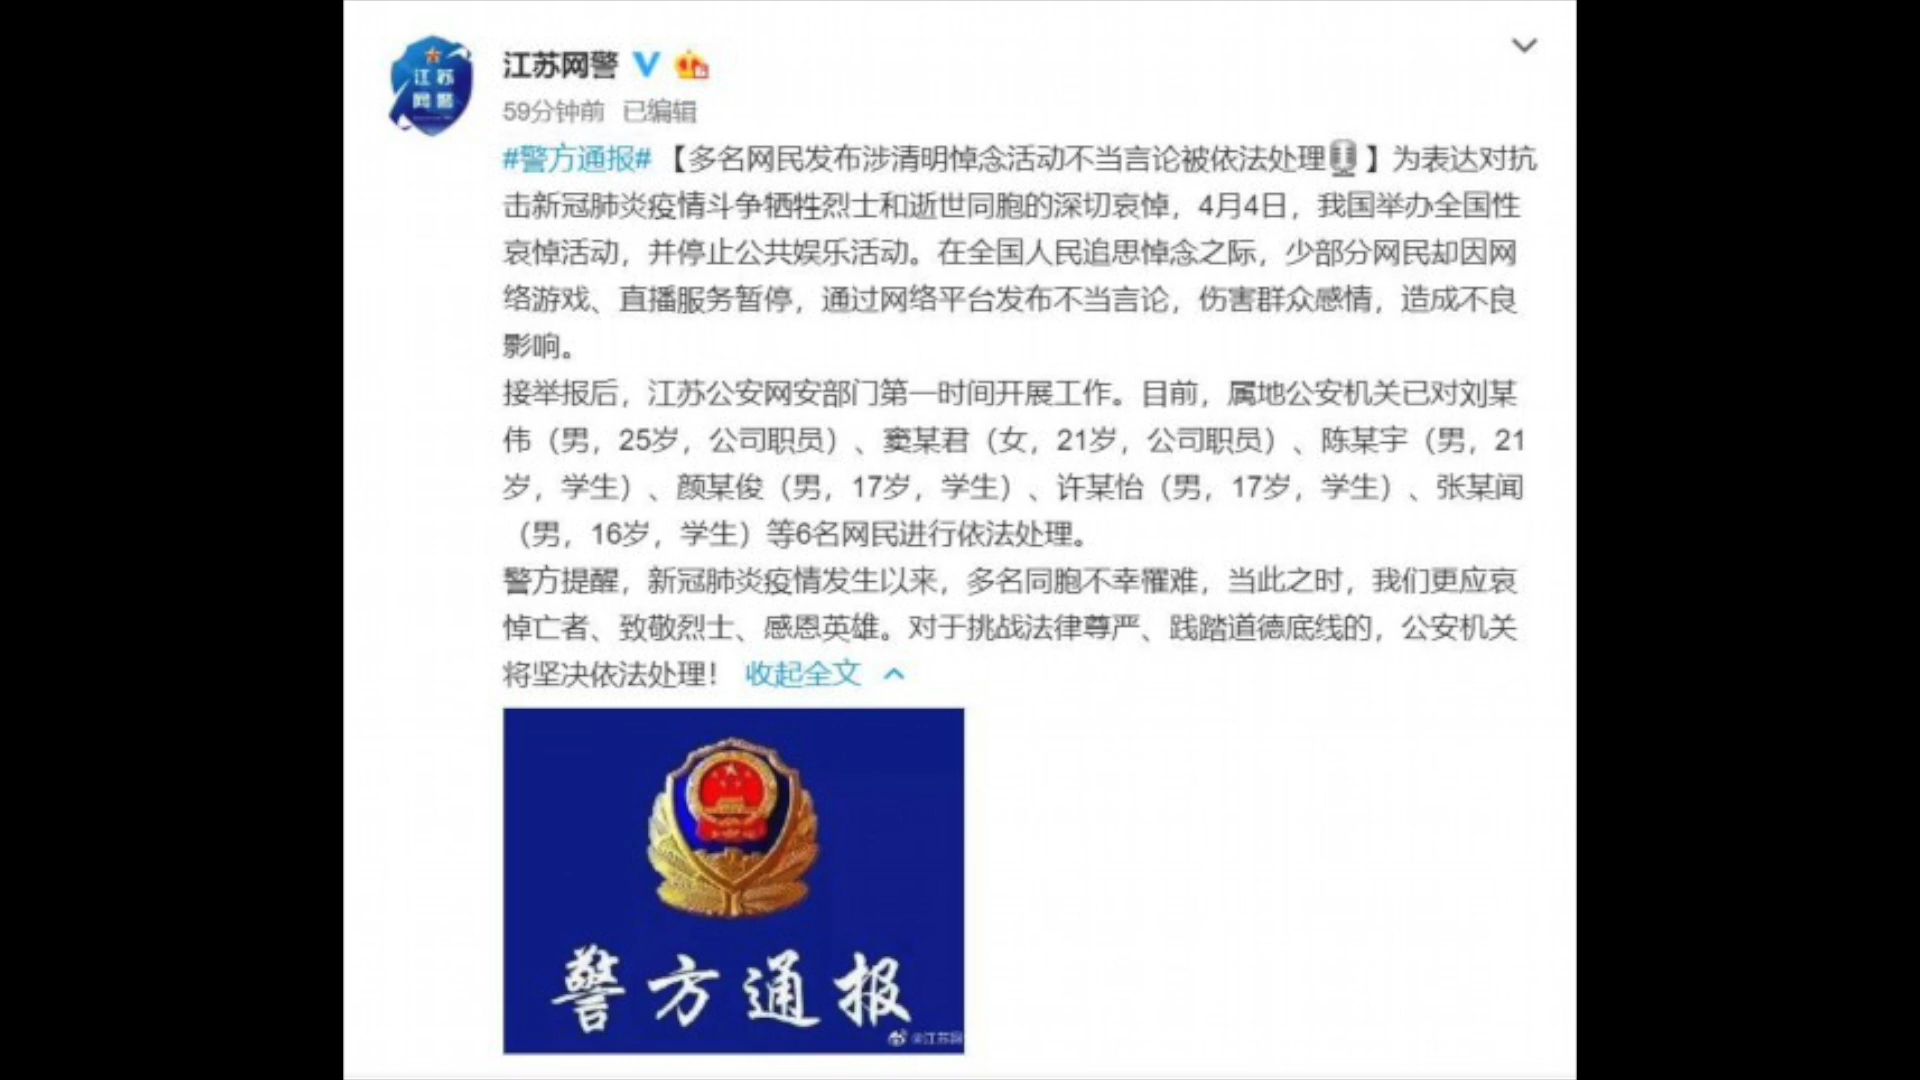 江苏网警
江苏
网警
59分钟前 已编辑
#警方通报# 【多名网民发布涉清明悼念活动不当言论被依法处理🎙】为表达对抗
击新冠肺炎疫情斗争牺牲烈士和逝世同胞的深切哀悼，4月4日，我国举办全国性
哀悼活动，并停止公共娱乐活动。在全国人民追思悼念之际，少部分网民却因网
络游戏、直播服务暂停，通过网络平台发布不当言论，伤害群众感情，造成不良
影响。
接举报后，江苏公安网安部门第一时间开展工作。目前，属地公安机关已对刘某
伟（男，25岁，公司职员）、窦某君（女，21岁，公司职员）、陈某宇（男，21
岁，学生）、颜某俊（男，17岁，学生）、许某怡（男，17岁，学生）、张某闻
（男，16岁，学生）等6名网民进行依法处理。
警方提醒，新冠肺炎疫情发生以来，多名同胞不幸罹难，当此之时，我们更应哀
悼亡者、致敬烈士、感恩英雄。对于挑战法律尊严、践踏道德底线的，公安机关
将坚决依法处理！ 收起全文
警方通报
@江苏网